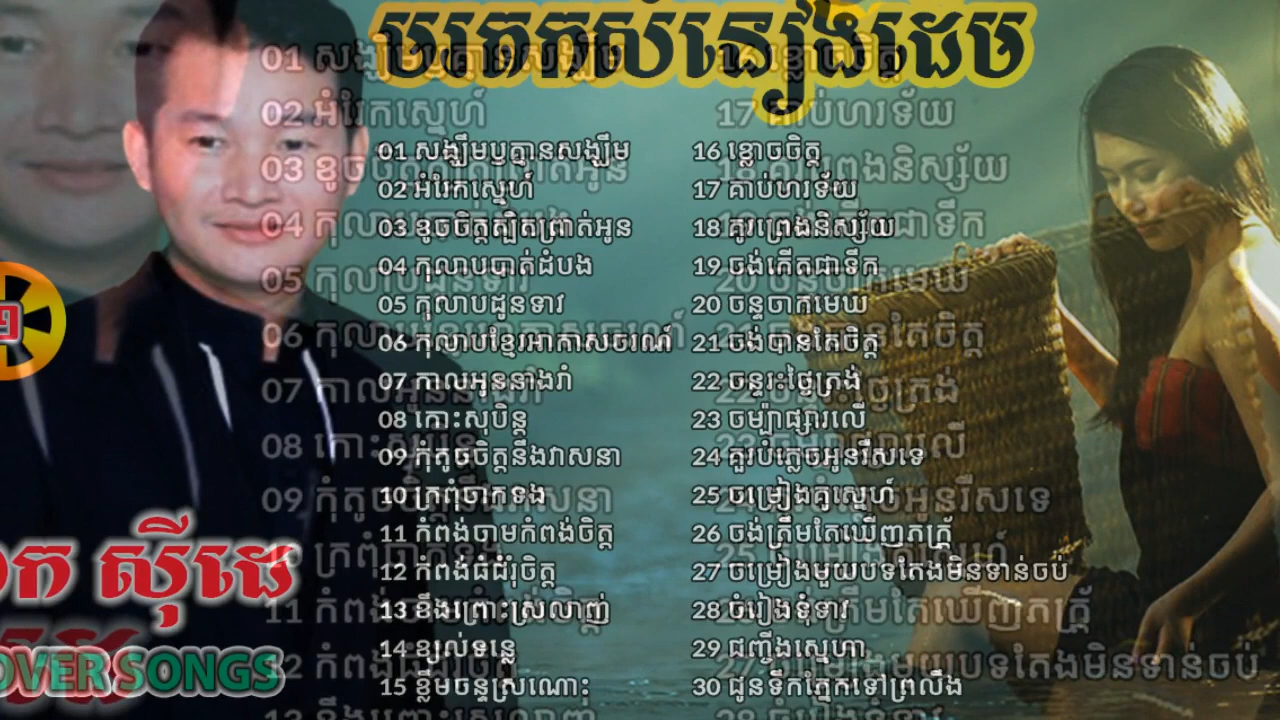 បរទេកសំនៀងដេម
01 សង្ឃឹមឫគ្មានសង្ឃឹម
02 អំរែកស្នេហ៍
03 ខូចចិត្តត្បិតព្រាត់អូន
04 កុលាបបាត់ដំបង
05 កុលាបដូនទាវ
06 កុលាបខ្មែរអាកាសចរណ៍
07 កាលអូននាងរាំ
08 កោះសុបិន្ត
09 កុំតូចចិត្តនឹងវាសនា
10 ក្រពុំចាកទង
11 កំពង់ចាមកំពង់ចិត្ត
12 កំពង់ធំជំរុំចិត្ត
13 ខឹងព្រោះស្រលាញ់
14 ខ្យល់ទន្លេ
15 ខ្លឹមចន្ទស្រណោះ
16 ខ្លោចចិត្ត
17 គាប់ហរទ័យ
18 គូរព្រេងនិស្ស័យ
19 ចង់កើតជាទឹក
20 ចន្ទចាកមេឃ
21 ចង់បានតែចិត្ត
22 ចន្ទរះថ្ងៃត្រង់
23 ចម្ប៉ាផ្សារលើ
24 គួរបំភ្លេចអូនរឺសទេ
25 ចម្រៀងគូស្នេហ៍
26 ចង់ត្រឹមតែឃើញភក្ត្រ័
27 ចម្រៀងមួយបទតែងមិនទាន់ចប់
28 ចំរៀងទុំទាវ
29 ជញ្ជីងស្នេហា
30 ជូនទឹកភ្នែកទៅព្រលឹង
ស៊ីដេ
OVER SONGS